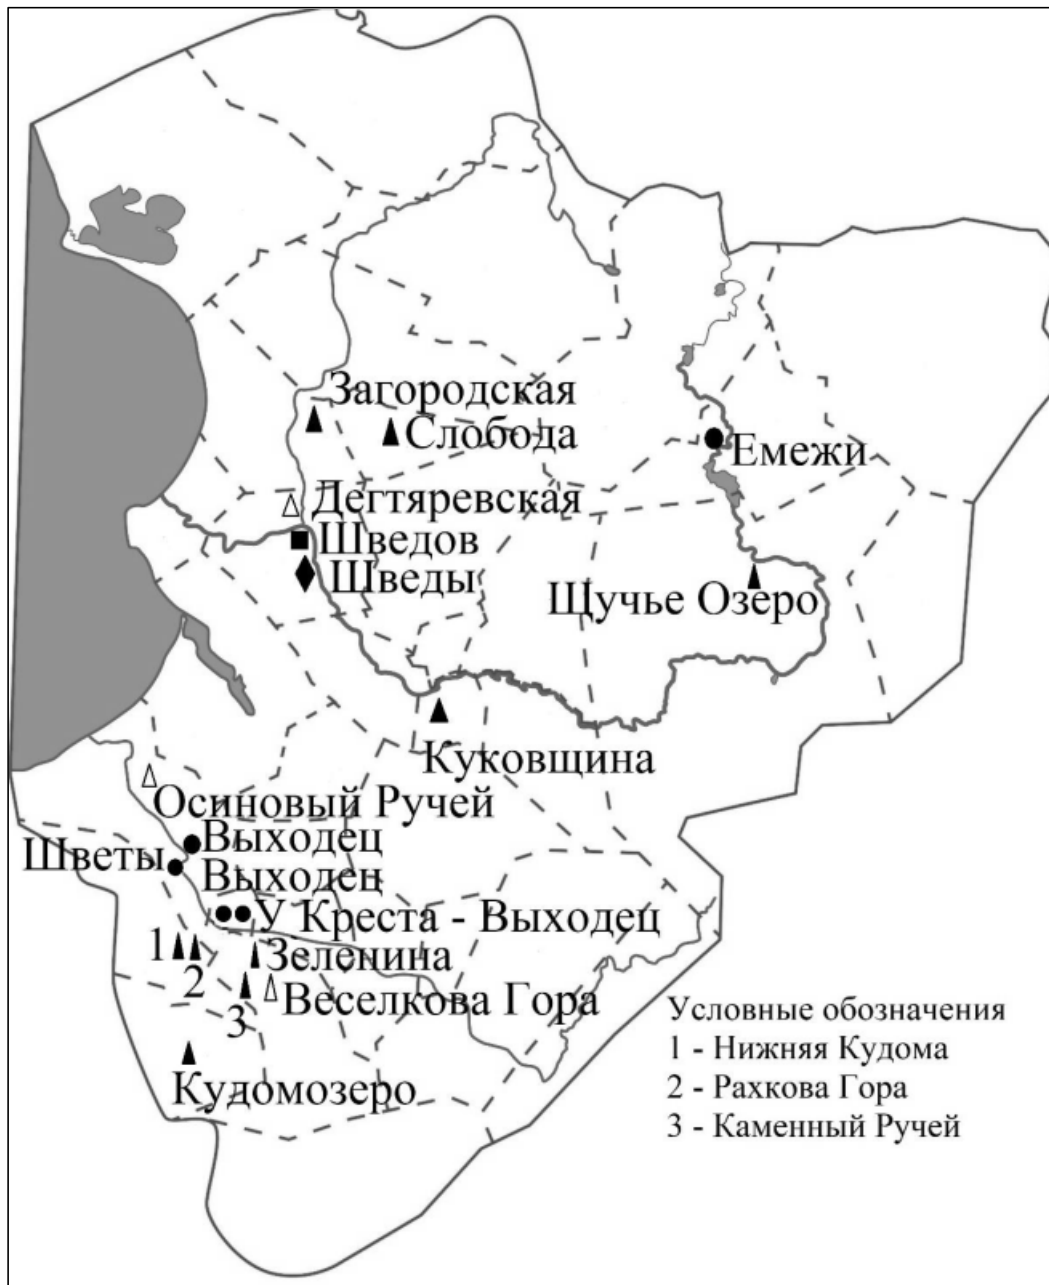 Загородская
Слобода
Емежи
Дегтяревская
Шведов
Шведы
Щучье Озеро
Куковщина
Осиновый Ручей
Выходец
Шветы
Выходец
У Креста - Выходец
1
2
Зеленина
3
Веселкова Гора
Кудомозеро
Условные обозначения
1 - Нижняя Кудома
2 - Рахкова Гора
3 - Каменный Ручей